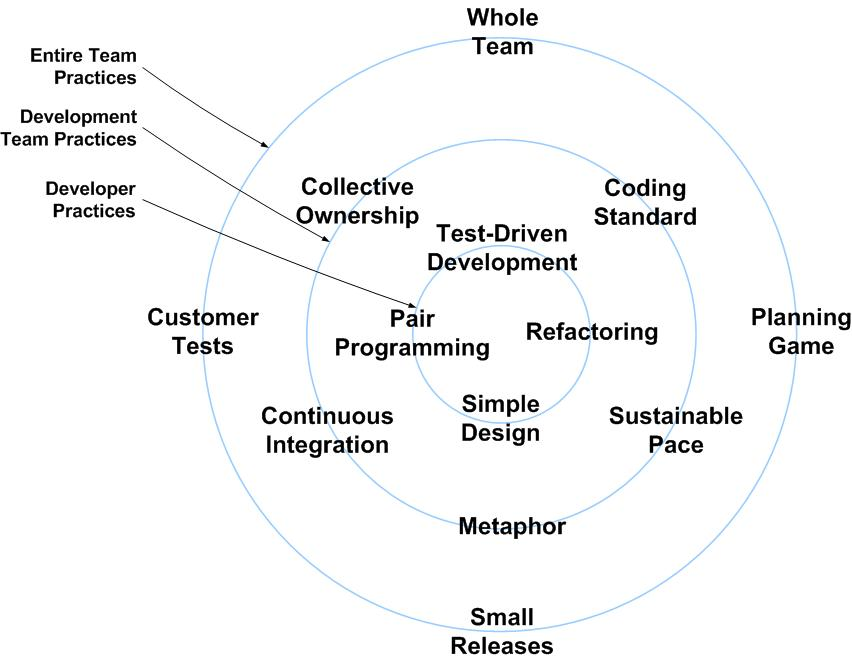 Whole
Team
Entire Team
Practices
Development
Team Practices
Developer
Practices
Collective
Ownership
Coding
Standard
Test-Driven
Development
Customer
Tests
Pair
Programming
Refactoring
Planning
Game
Continuous
Integration
Simple
Design
Sustainable
Pace
Metaphor
Small
Releases